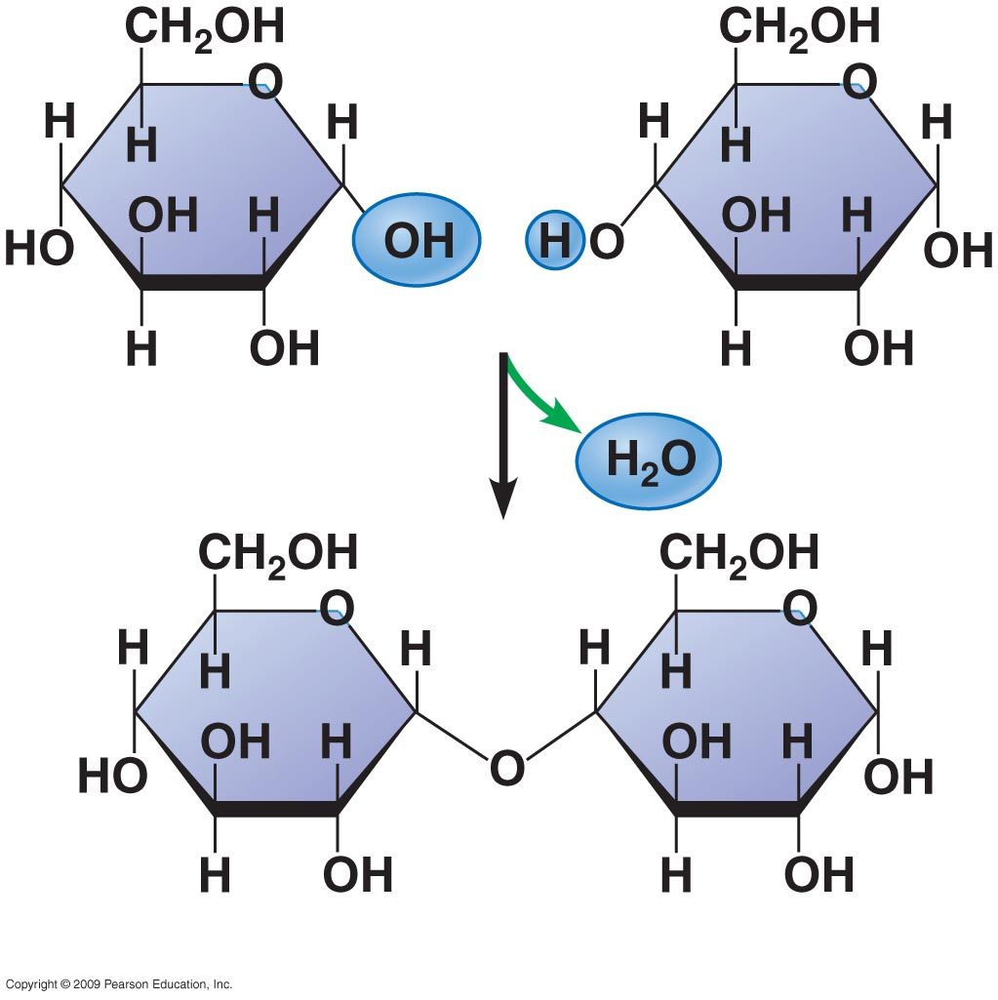 CH₂OH CH₂OH
O O
H H H H
H H
OH H OH H
HO OH H O OH
H OH H OH
H₂O
CH₂OH CH₂OH
O O
H H H H
H H
OH H OH H
HO O OH
H OH H OH
Copyright © 2009 Pearson Education, Inc.